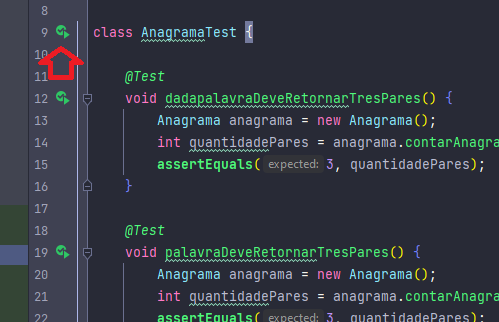 8
9 class AnagramaTest {
10
11 @Test
12 void dadapalavraDeveRetornarTresPares() {
13 Anagrama anagrama = new Anagrama();
14 int quantidadePares = anagrama.contarAnagra
15 assertEquals( expected: 3, quantidadePares);
16 }
17
18 @Test
19 void palavraDeveRetornarTresPares() {
20 Anagrama anagrama = new Anagrama();
21 int quantidadePares = anagrama.contarAnagra
22 assertEquals( expected: 3, quantidadePares);